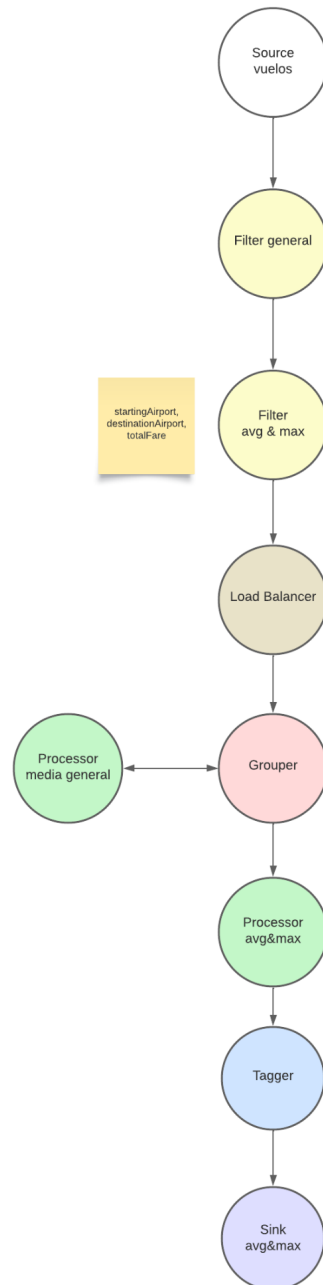 Source
vuelos
Filter general
startingAirport,
destinationAirport,
totalFare
Filter
avg & max
Load Balancer
Processor
media general
Grouper
Processor
avg&max
Tagger
Sink
avg&max